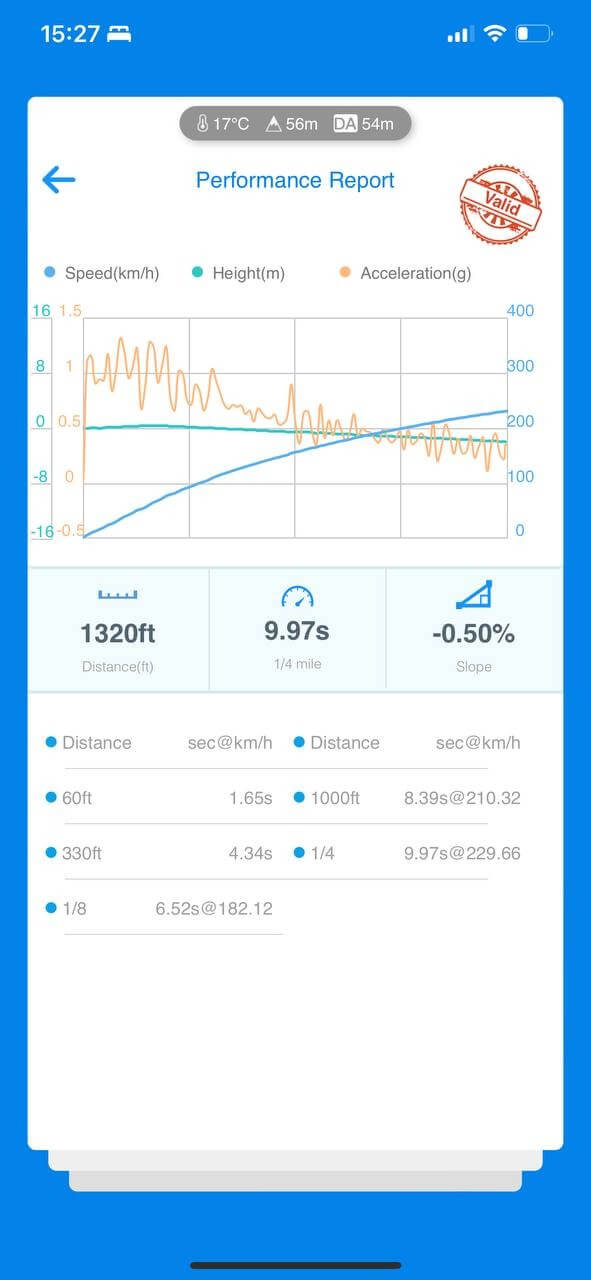 15:27
17°C 56m DA 54m
Performance Report
Valid
Speed(km/h) Height(m) Acceleration(g)
16 1.5 400
8 1 300
0 0.5 200
-8 0 100
-16 -0.5 0
1320ft 9.97s -0.50%
Distance(ft) 1/4 mile Slope
Distance sec@km/h Distance sec@km/h
60ft 1.65s 1000ft 8.39s@210.32
330ft 4.34s 1/4 9.97s@229.66
1/8 6.52s@182.12